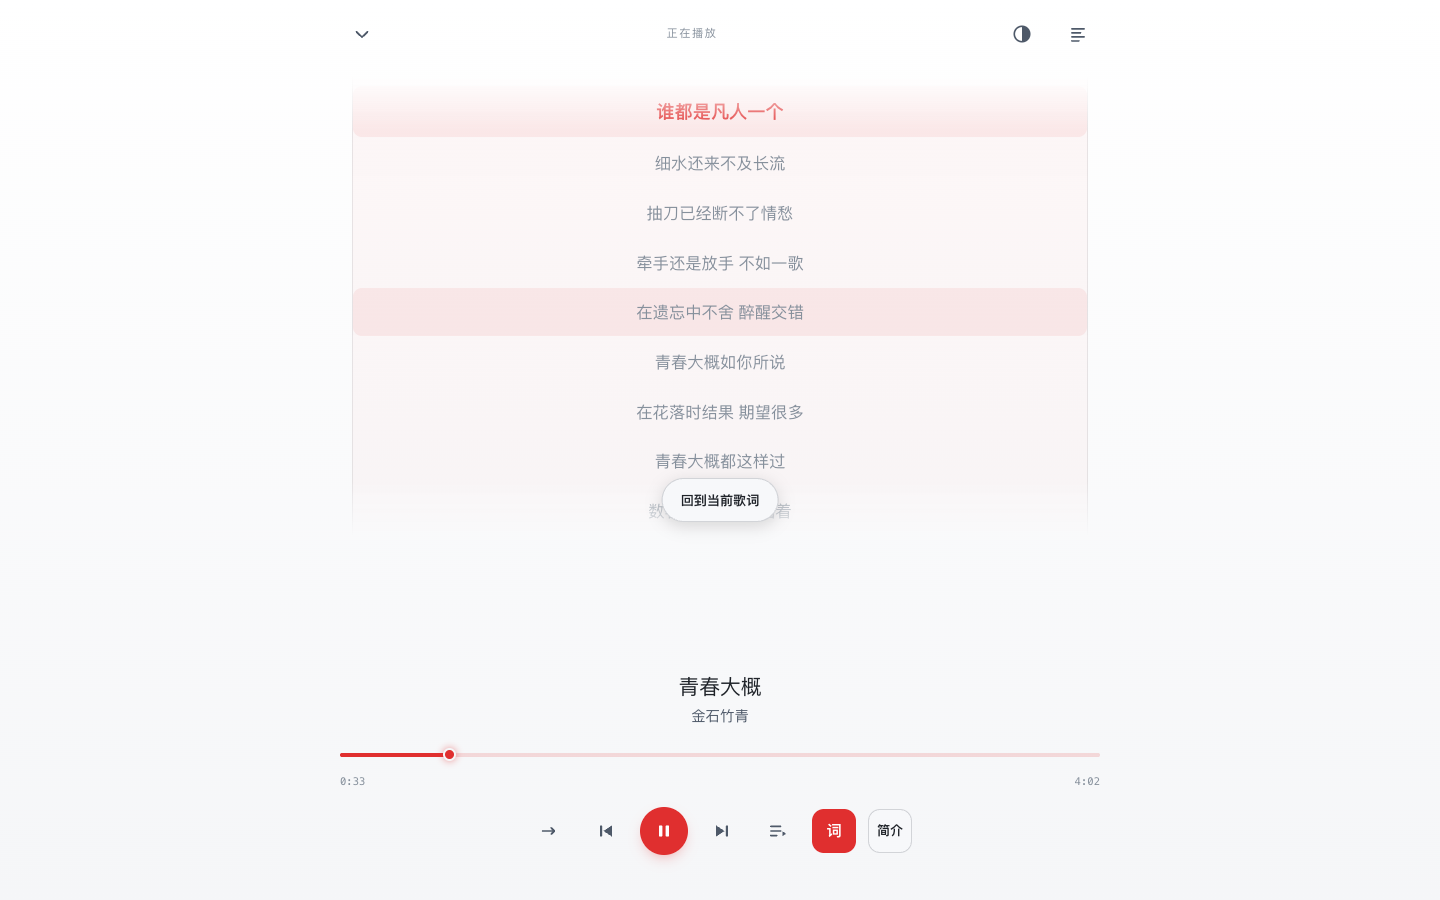 正在播放
谁都是凡人一个
细水还来不及长流
抽刀已经断不了情愁
牵手还是放手 不如一歌
在遗忘中不舍 醉醒交错
青春大概如你所说
在花落时结果 期望很多
青春大概都这样过
数 着
回到当前歌词
青春大概
金石竹青
0:33
4:02
词
简介